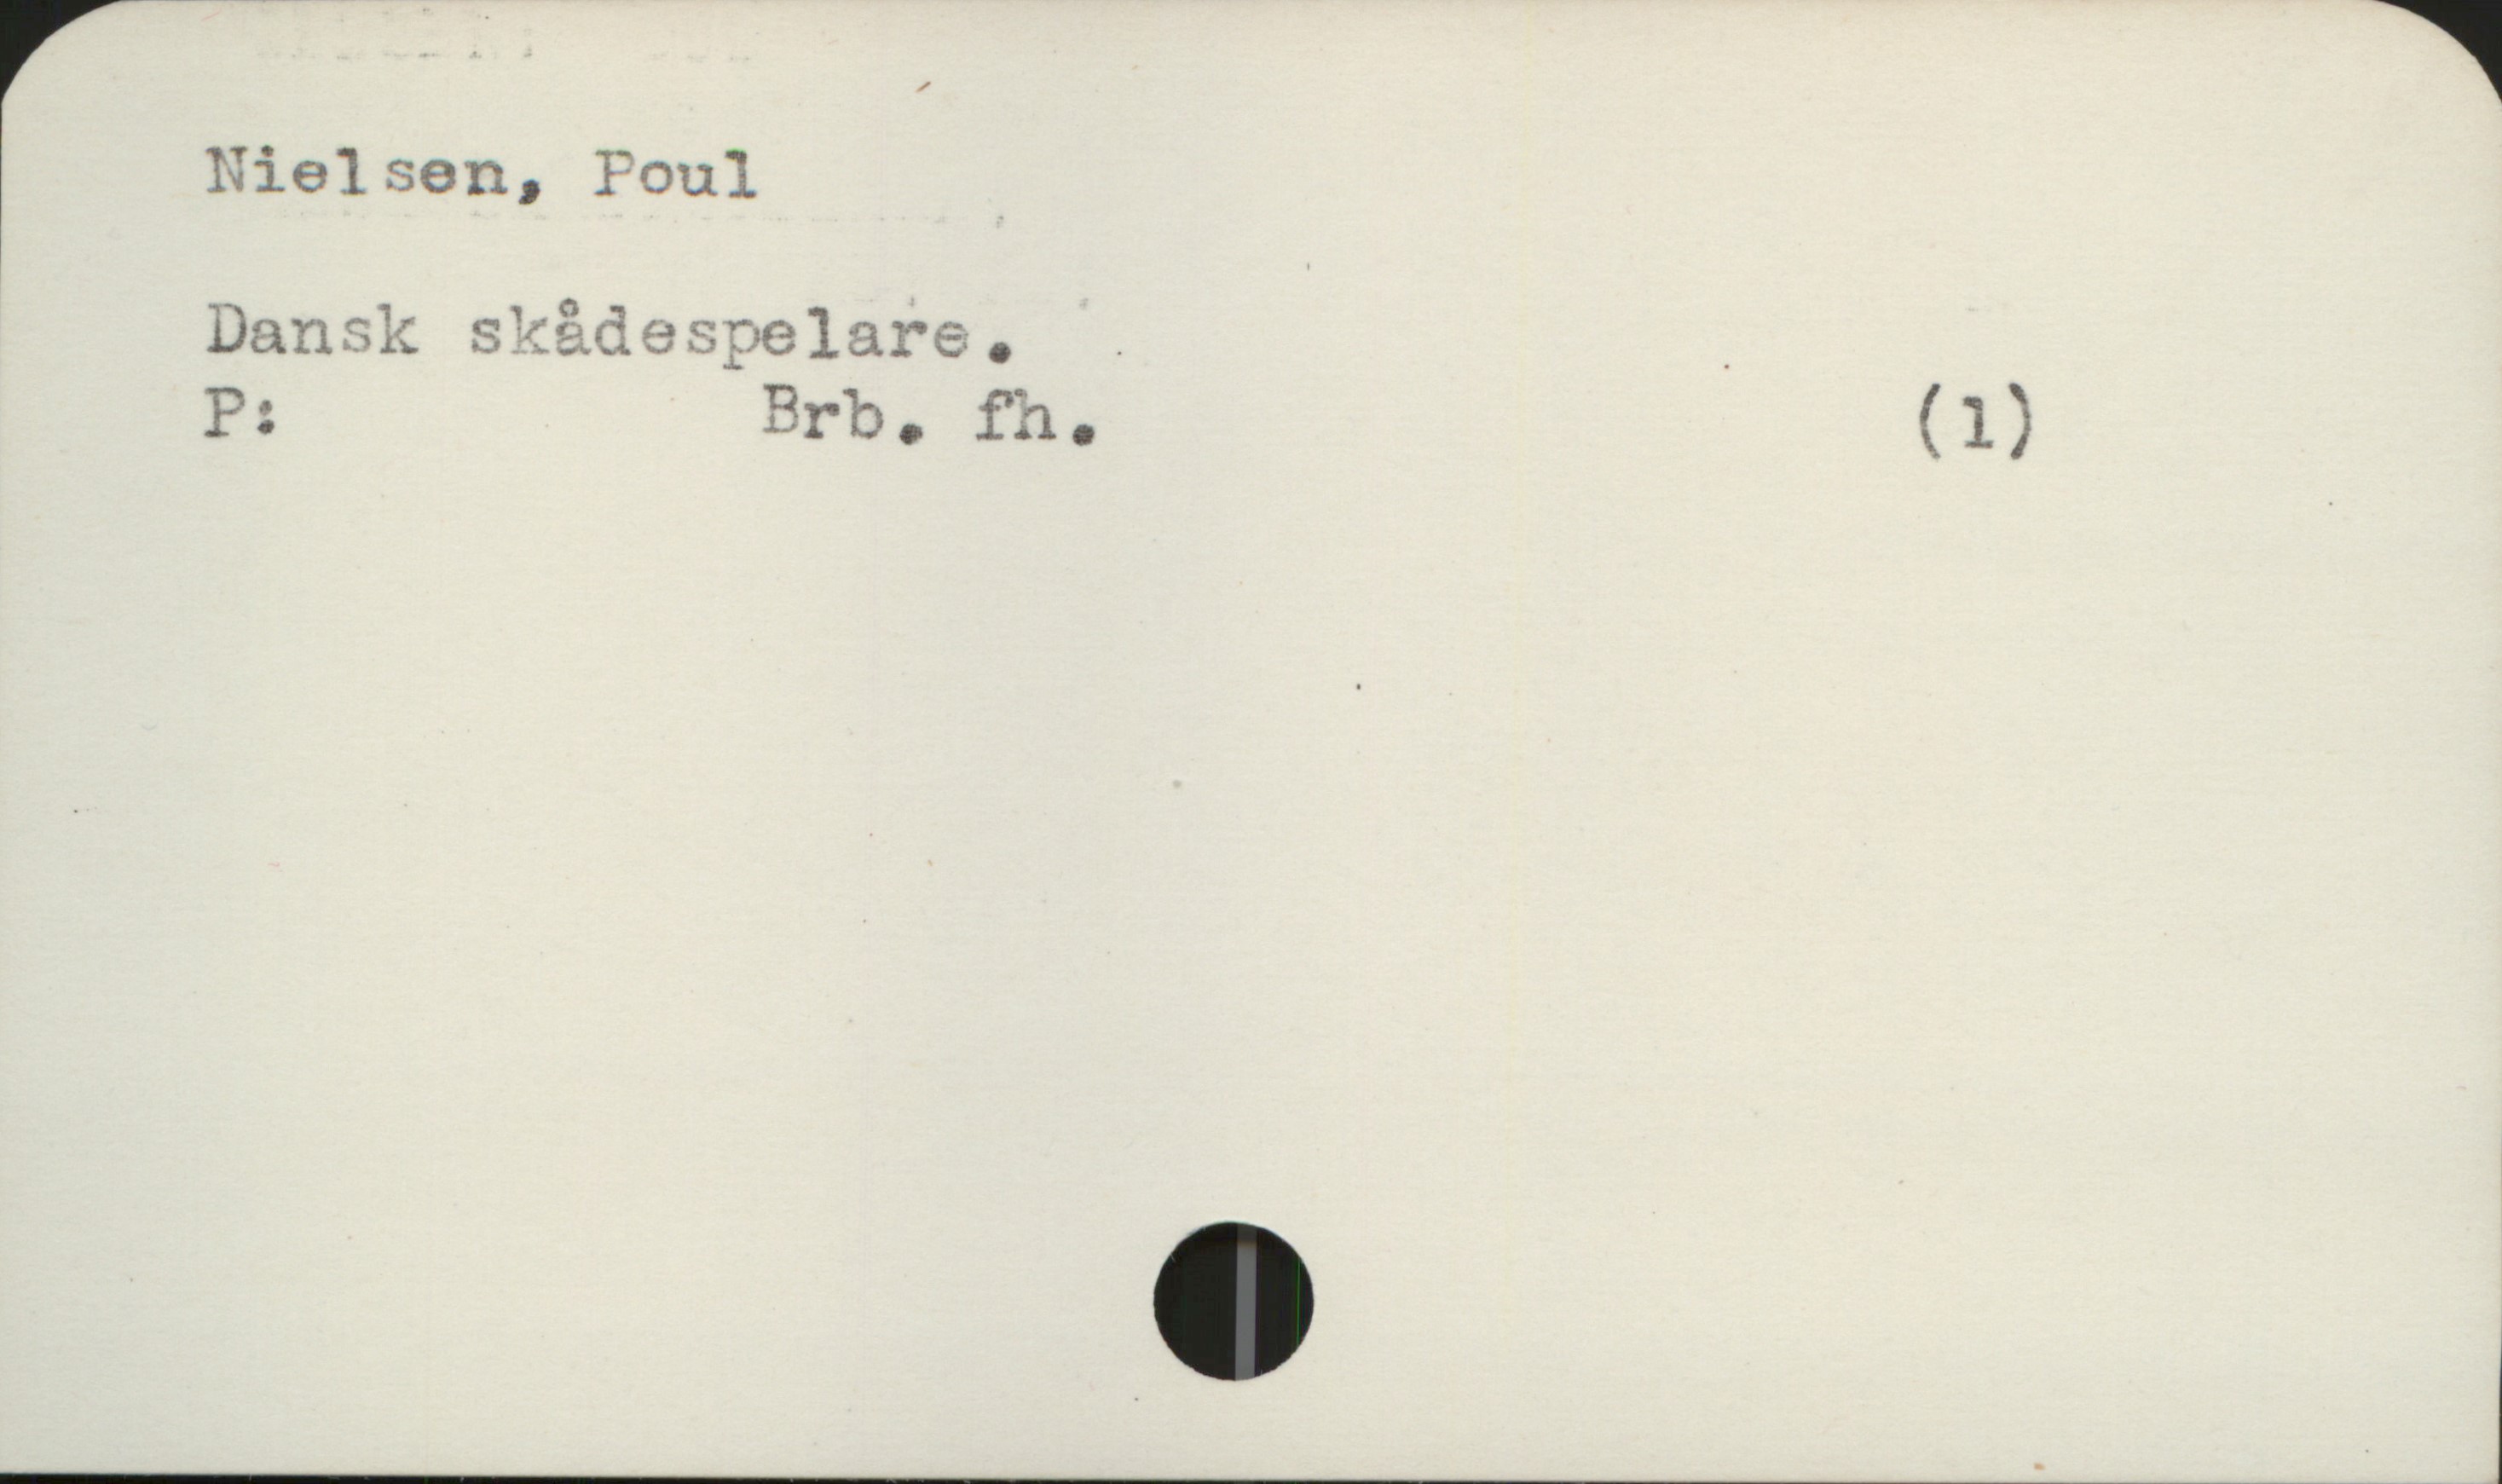 Nielsen, Poul
Dansk skådespelare.
P: Brb. fh. (1)